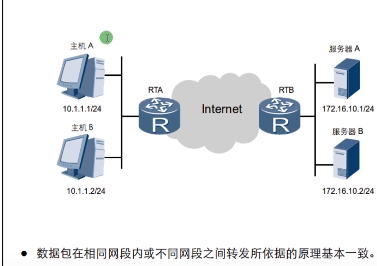 主机 A
10.1.1.1/24
主机 B
10.1.1.2/24
RTA
R
Internet
RTB
R
服务器 A
172.16.10.1/24
服务器 B
172.16.10.2/24
● 数据包在相同网段内或不同网段之间转发所依据的原理基本一致。